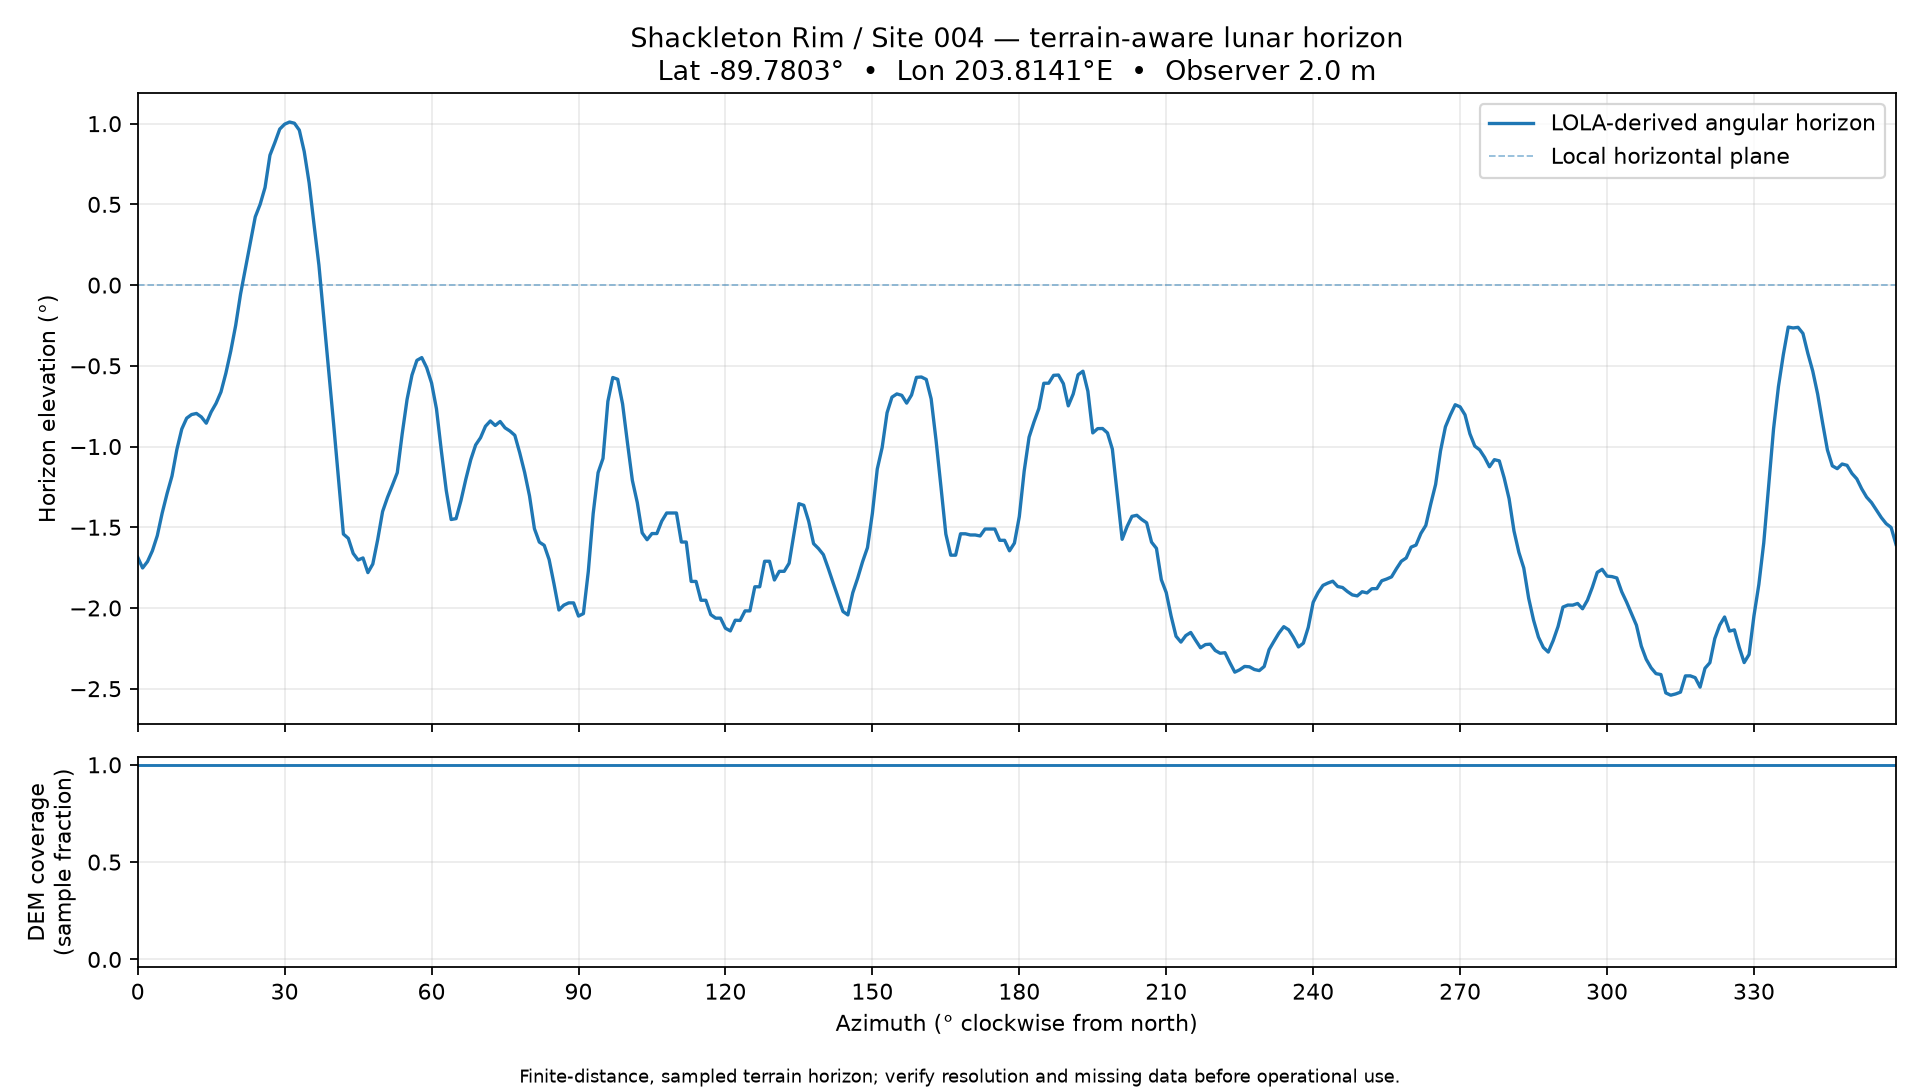 Shackleton Rim / Site 004 — terrain-aware lunar horizon
Lat -89.7803° • Lon 203.8141°E • Observer 2.0 m
LOLA-derived angular horizon
Local horizontal plane
Horizon elevation (°)
1.0
0.5
0.0
−0.5
−1.0
−1.5
−2.0
−2.5
DEM coverage
(sample fraction)
1.0
0.5
0.0
0 30 60 90 120 150 180 210 240 270 300 330
Azimuth (° clockwise from north)
Finite-distance, sampled terrain horizon; verify resolution and missing data before operational use.